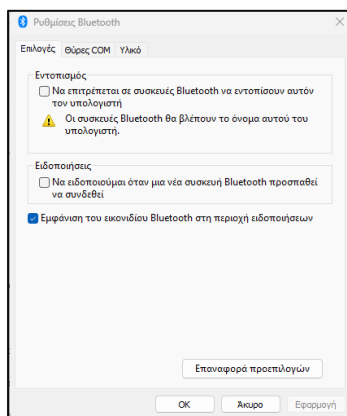 Ρυθμίσεις Bluetooth
Επιλογές Θύρες COM Υλικό
Εντοπισμός
Να επιτρέπεται σε συσκευές Bluetooth να εντοπίσουν αυτόν
τον υπολογιστή
Οι συσκευές Bluetooth θα βλέπουν το όνομα αυτού του
υπολογιστή.
Ειδοποιήσεις
Να ειδοποιούμαι όταν μια νέα συσκευή Bluetooth προσπαθεί
να συνδεθεί
Εμφάνιση του εικονιδίου Bluetooth στη περιοχή ειδοποιήσεων
Επαναφορά προεπιλογών
OK Άκυρο Εφαρμογή